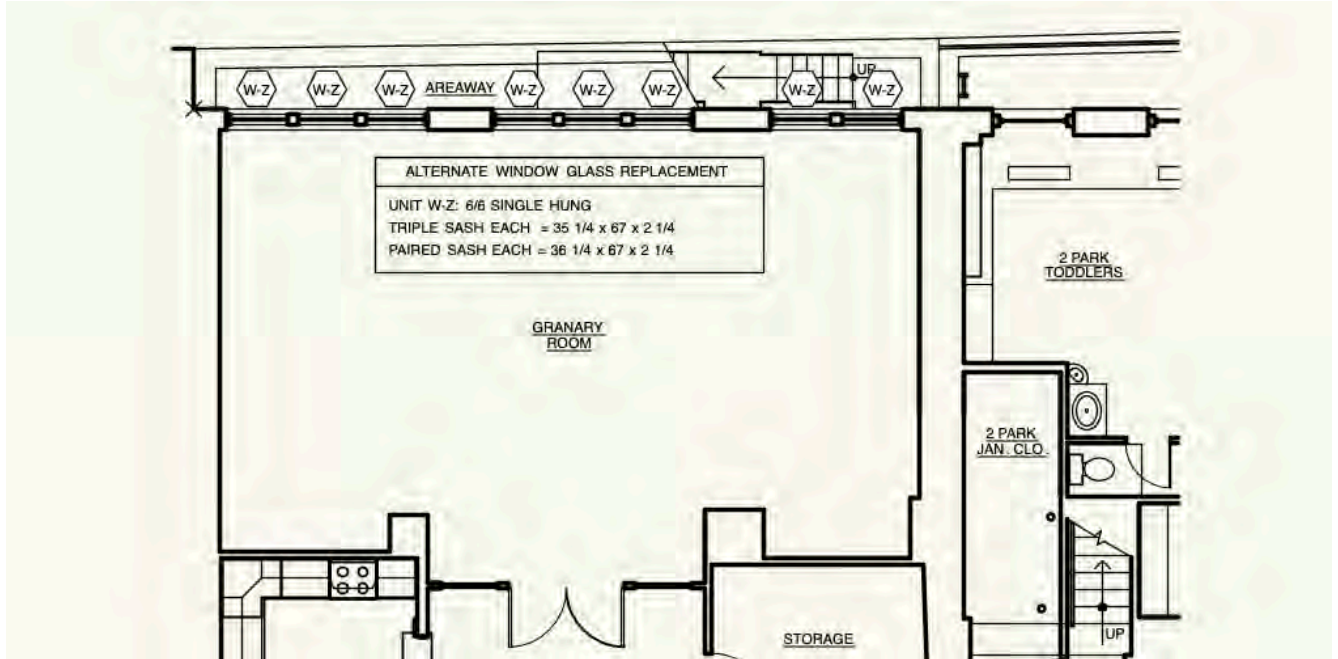 UP
W-Z W-Z W-Z AREAWAY W-Z W-Z W-Z W-Z W-Z
ALTERNATE WINDOW GLASS REPLACEMENT
UNIT W-Z: 6/6 SINGLE HUNG
TRIPLE SASH EACH = 35 1/4 x 67 x 2 1/4
PAIRED SASH EACH = 36 1/4 x 67 x 2 1/4
2 PARK
TODDLERS
GRANARY
ROOM
2 PARK
JAN. CLO.
STORAGE
UP